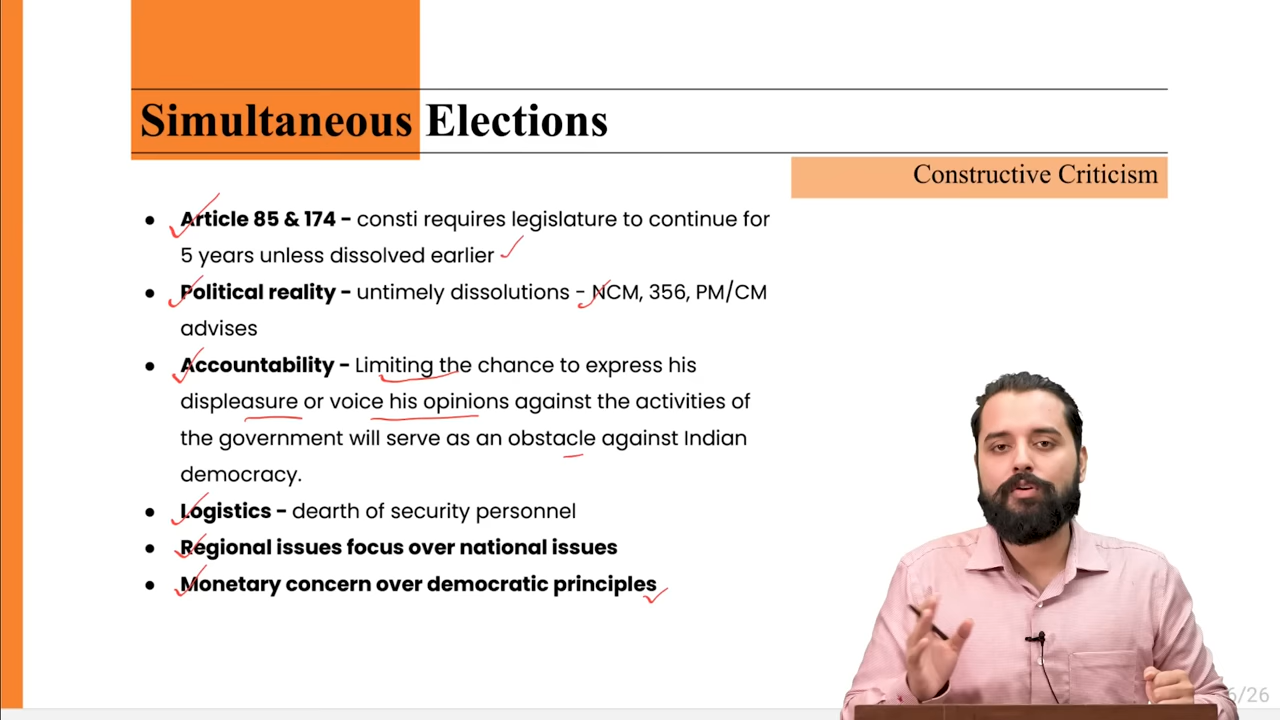 Simultaneous Elections
Constructive Criticism
● Article 85 & 174 – consti requires legislature to continue for
5 years unless dissolved earlier
● Political reality – untimely dissolutions - NCM, 356, PM/CM
advises
● Accountability – Limiting the chance to express his
displeasure or voice his opinions against the activities of
the government will serve as an obstacle against Indian
democracy.
● Logistics – dearth of security personnel
● Regional issues focus over national issues
● Monetary concern over democratic principles
6/26